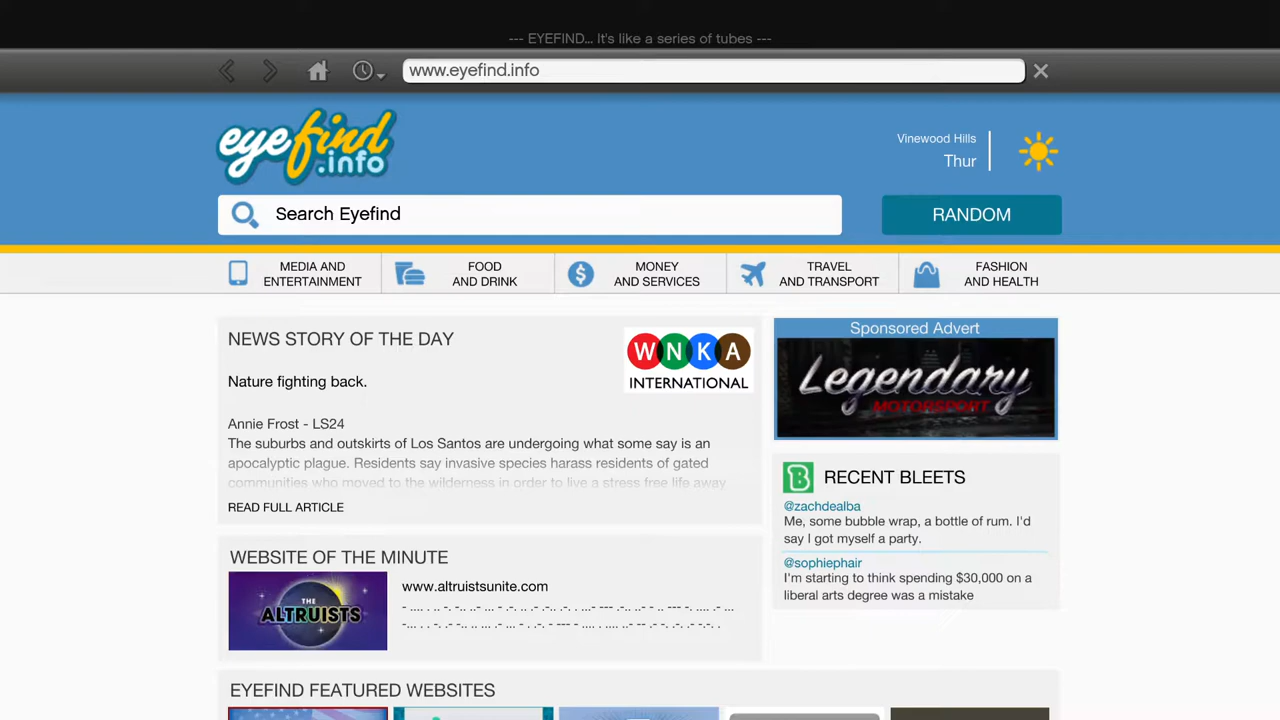 --- EYEFIND... It's like a series of tubes ---
www.eyefind.info
eyefind
.info
Vinewood Hills
Thur
Search Eyefind
RANDOM
MEDIA AND
ENTERTAINMENT
FOOD
AND DRINK
MONEY
AND SERVICES
TRAVEL
AND TRANSPORT
FASHION
AND HEALTH
NEWS STORY OF THE DAY
WNKA
INTERNATIONAL
Nature fighting back.
Annie Frost - LS24
The suburbs and outskirts of Los Santos are undergoing what some say is an
apocalyptic plague. Residents say invasive species harass residents of gated
communities who moved to the wilderness in order to live a stress free life away
READ FULL ARTICLE
Sponsored Advert
Legendary
MOTORSPORT
B
RECENT BLEETS
@zachdealba
Me, some bubble wrap, a bottle of rum. I'd
say I got myself a party.
@sophiephair
I'm starting to think spending $30,000 on a
liberal arts degree was a mistake
WEBSITE OF THE MINUTE
THE
ALTRUISTS
www.altruistsunite.com
EYEFIND FEATURED WEBSITES